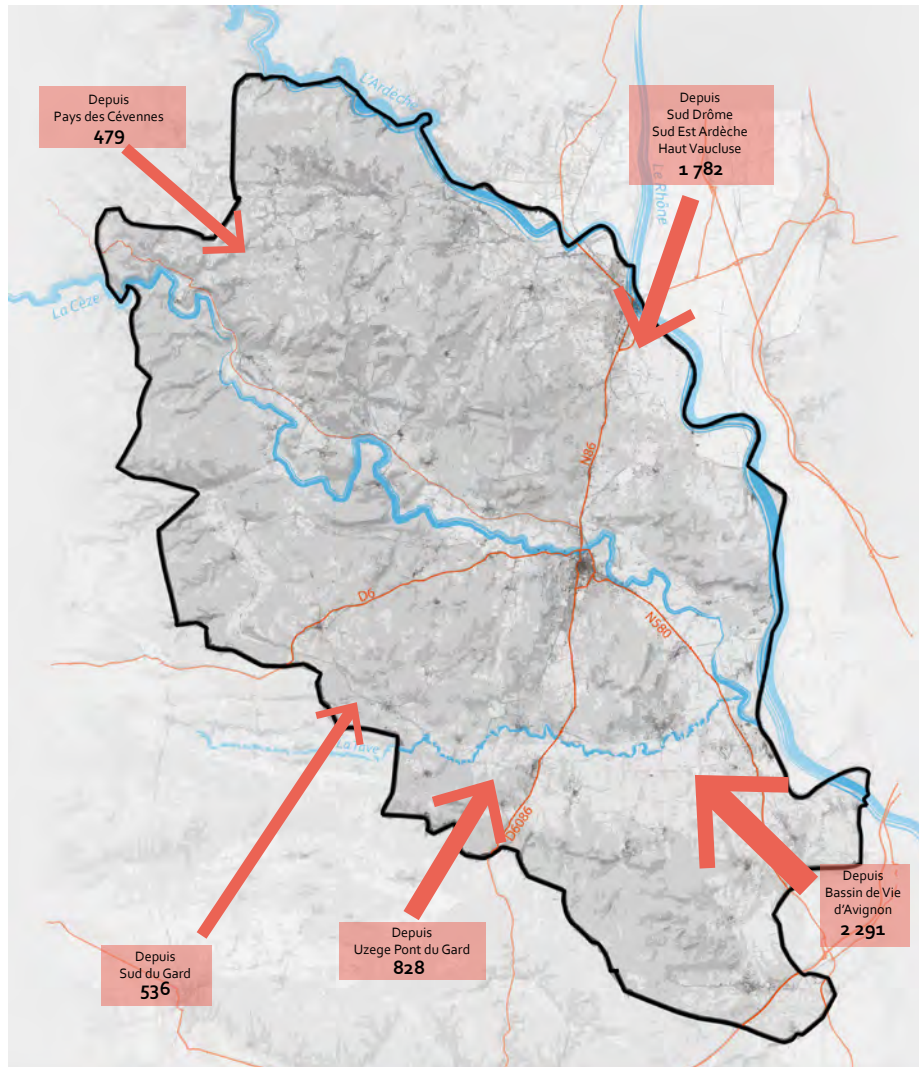 L'Ardèche
Depuis
Pays des Cévennes
479
Depuis
Sud Drôme
Sud Est Ardèche
Haut Vaucluse
1 782
Le Rhône
La Cèze
N86
D6
N580
La Tave
D6086
Depuis
Bassin de Vie
d'Avignon
2 291
Depuis
Uzege Pont du Gard
828
Depuis
Sud du Gard
536